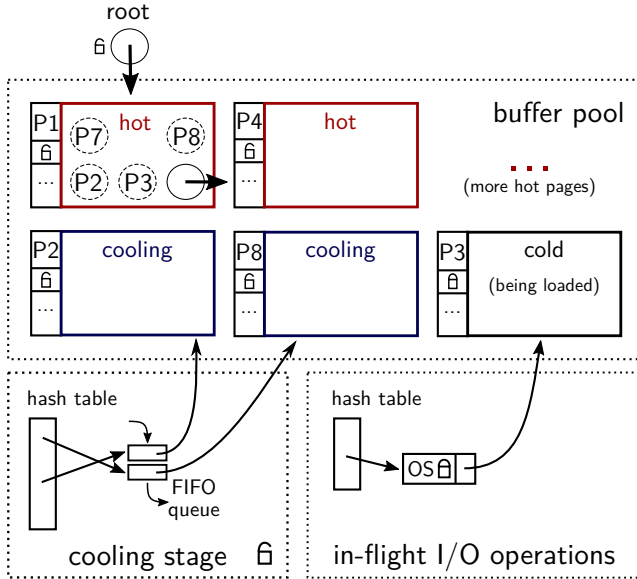 root
buffer pool
P1
hot
P7
P8
P2
P3
...
P4
hot
...
...
(more hot pages)
P2
cooling
...
P8
cooling
...
P3
cold
(being loaded)
...
hash table
FIFO
queue
cooling stage
hash table
OS
in-flight I/O operations